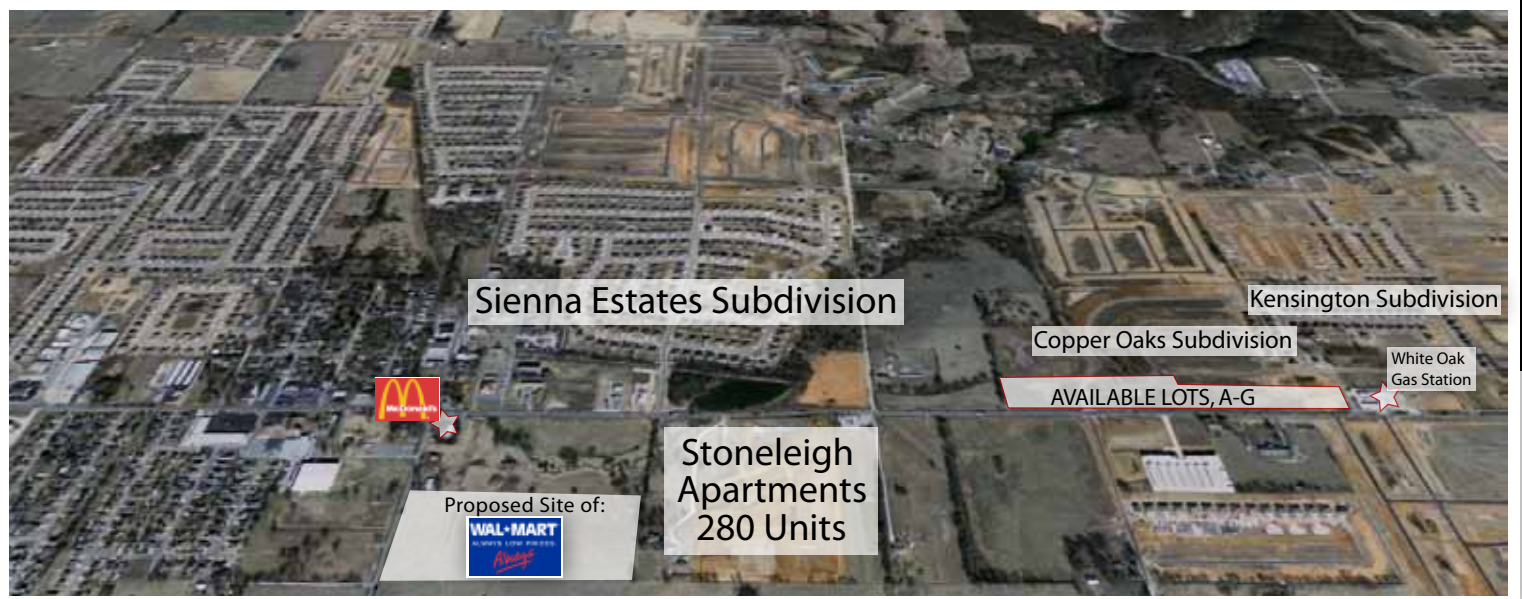 Sienna Estates Subdivision
Kensington Subdivision
Copper Oaks Subdivision
White Oak
Gas Station
McDonald's
AVAILABLE LOTS, A-G
Stoneleigh
Apartments
280 Units
Proposed Site of:
WAL★MART
ALWAYS LOW PRICES.
Always